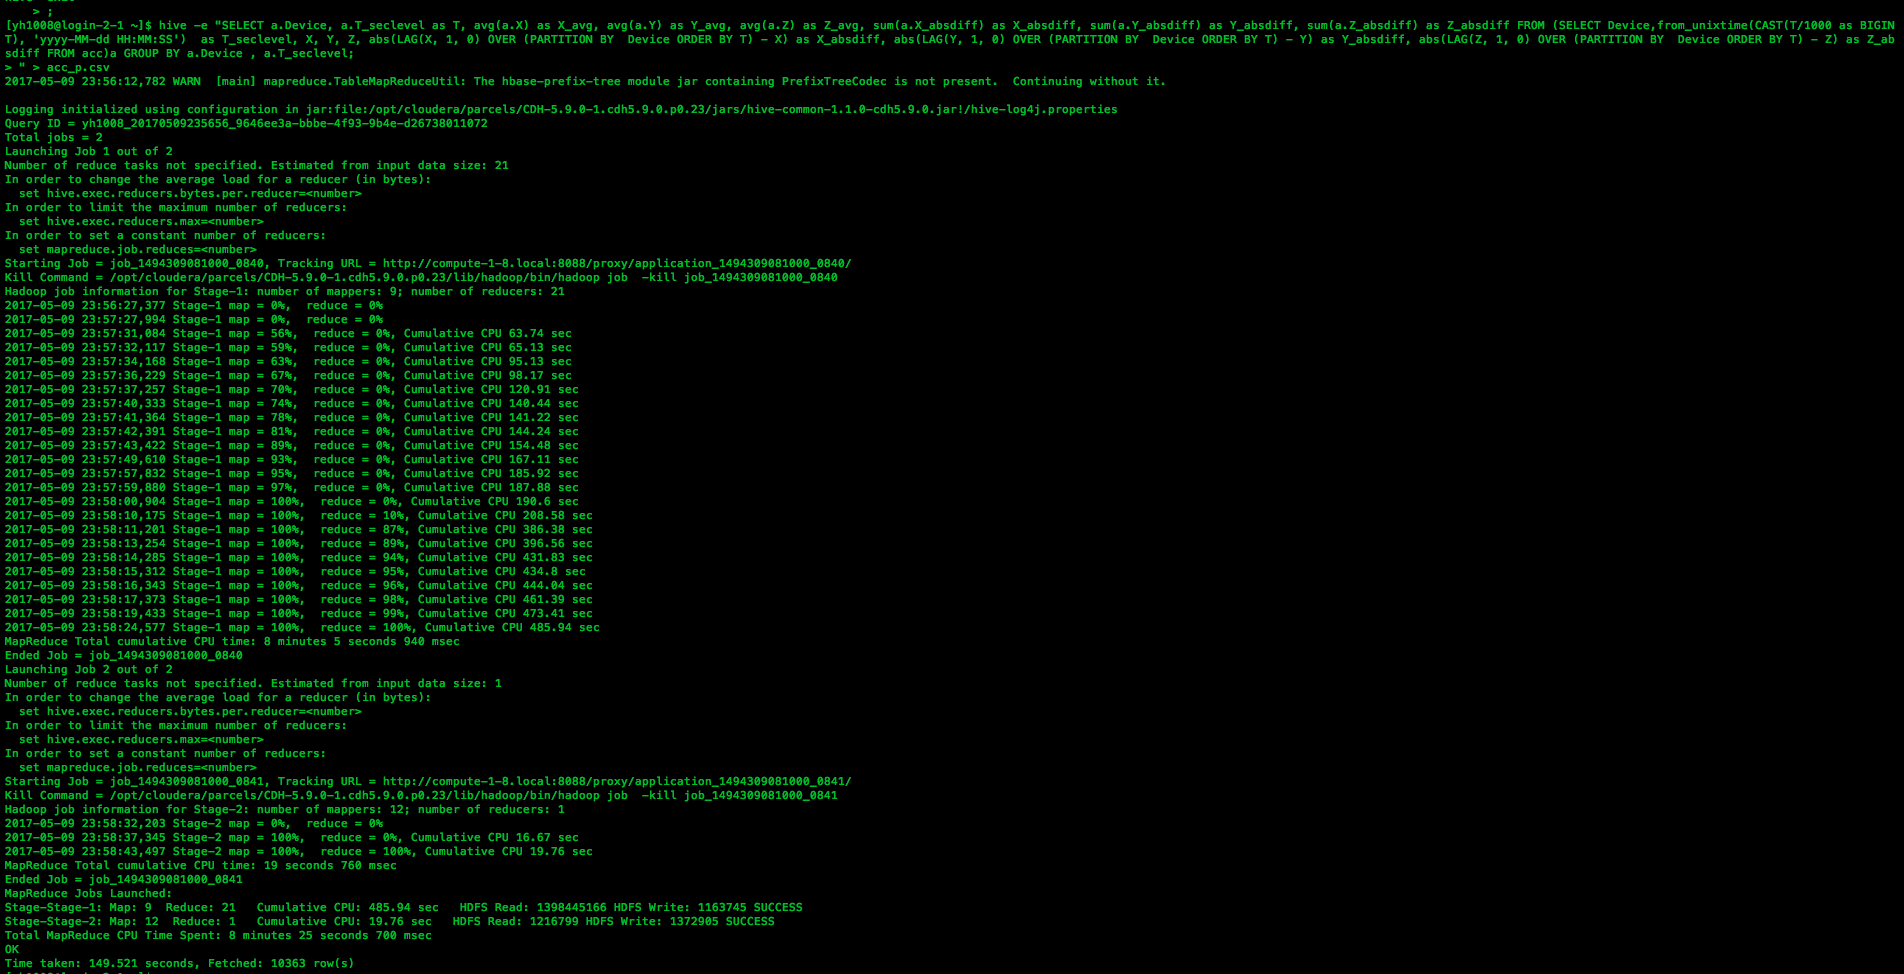 > ;
[yh1008@login-2-1 ~]$ hive -e "SELECT a.Device, a.T_seclevel as T, avg(a.X) as X_avg, avg(a.Y) as Y_avg, avg(a.Z) as Z_avg, sum(a.X_absdiff) as X_absdiff, sum(a.Y_absdiff) as Y_absdiff, sum(a.Z_absdiff) as Z_absdiff FROM (SELECT Device,from_unixtime(CAST(T/1000 as BIGIN
T), 'yyyy-MM-dd HH:MM:SS')  as T_seclevel, X, Y, Z, abs(LAG(X, 1, 0) OVER (PARTITION BY  Device ORDER BY T) - X) as X_absdiff, abs(LAG(Y, 1, 0) OVER (PARTITION BY  Device ORDER BY T) - Y) as Y_absdiff, abs(LAG(Z, 1, 0) OVER (PARTITION BY  Device ORDER BY T) - Z) as Z_ab
sdiff FROM acc)a GROUP BY a.Device , a.T_seclevel;
> " > acc_p.csv
2017-05-09 23:56:12,782 WARN  [main] mapreduce.TableMapReduceUtil: The hbase-prefix-tree module jar containing PrefixTreeCodec is not present.  Continuing without it.
Logging initialized using configuration in jar:file:/opt/cloudera/parcels/CDH-5.9.0-1.cdh5.9.0.p0.23/jars/hive-common-1.1.0-cdh5.9.0.jar!/hive-log4j.properties
Query ID = yh1008_20170509235656_9646ee3a-bbbe-4f93-9b4e-d26738011072
Total jobs = 2
Launching Job 1 out of 2
Number of reduce tasks not specified. Estimated from input data size: 21
In order to change the average load for a reducer (in bytes):
  set hive.exec.reducers.bytes.per.reducer=<number>
In order to limit the maximum number of reducers:
  set hive.exec.reducers.max=<number>
In order to set a constant number of reducers:
  set mapreduce.job.reduces=<number>
Starting Job = job_1494309081000_0840, Tracking URL = http://compute-1-8.local:8088/proxy/application_1494309081000_0840/
Kill Command = /opt/cloudera/parcels/CDH-5.9.0-1.cdh5.9.0.p0.23/lib/hadoop/bin/hadoop job  -kill job_1494309081000_0840
Hadoop job information for Stage-1: number of mappers: 9; number of reducers: 21
2017-05-09 23:56:27,377 Stage-1 map = 0%,  reduce = 0%
2017-05-09 23:57:27,994 Stage-1 map = 0%,  reduce = 0%
2017-05-09 23:57:31,084 Stage-1 map = 56%,  reduce = 0%, Cumulative CPU 63.74 sec
2017-05-09 23:57:32,117 Stage-1 map = 59%,  reduce = 0%, Cumulative CPU 65.13 sec
2017-05-09 23:57:34,168 Stage-1 map = 63%,  reduce = 0%, Cumulative CPU 95.13 sec
2017-05-09 23:57:36,229 Stage-1 map = 67%,  reduce = 0%, Cumulative CPU 98.17 sec
2017-05-09 23:57:37,257 Stage-1 map = 70%,  reduce = 0%, Cumulative CPU 120.91 sec
2017-05-09 23:57:40,333 Stage-1 map = 74%,  reduce = 0%, Cumulative CPU 140.44 sec
2017-05-09 23:57:41,364 Stage-1 map = 78%,  reduce = 0%, Cumulative CPU 141.22 sec
2017-05-09 23:57:42,391 Stage-1 map = 81%,  reduce = 0%, Cumulative CPU 144.24 sec
2017-05-09 23:57:43,422 Stage-1 map = 89%,  reduce = 0%, Cumulative CPU 154.48 sec
2017-05-09 23:57:49,610 Stage-1 map = 93%,  reduce = 0%, Cumulative CPU 167.11 sec
2017-05-09 23:57:57,832 Stage-1 map = 95%,  reduce = 0%, Cumulative CPU 185.92 sec
2017-05-09 23:57:59,880 Stage-1 map = 97%,  reduce = 0%, Cumulative CPU 187.88 sec
2017-05-09 23:58:00,904 Stage-1 map = 100%,  reduce = 0%, Cumulative CPU 190.6 sec
2017-05-09 23:58:10,175 Stage-1 map = 100%,  reduce = 10%, Cumulative CPU 208.58 sec
2017-05-09 23:58:11,201 Stage-1 map = 100%,  reduce = 87%, Cumulative CPU 386.38 sec
2017-05-09 23:58:13,254 Stage-1 map = 100%,  reduce = 89%, Cumulative CPU 396.56 sec
2017-05-09 23:58:14,285 Stage-1 map = 100%,  reduce = 94%, Cumulative CPU 431.83 sec
2017-05-09 23:58:15,312 Stage-1 map = 100%,  reduce = 95%, Cumulative CPU 434.8 sec
2017-05-09 23:58:16,343 Stage-1 map = 100%,  reduce = 96%, Cumulative CPU 444.04 sec
2017-05-09 23:58:17,373 Stage-1 map = 100%,  reduce = 98%, Cumulative CPU 461.39 sec
2017-05-09 23:58:19,433 Stage-1 map = 100%,  reduce = 99%, Cumulative CPU 473.41 sec
2017-05-09 23:58:24,577 Stage-1 map = 100%,  reduce = 100%, Cumulative CPU 485.94 sec
MapReduce Total cumulative CPU time: 8 minutes 5 seconds 940 msec
Ended Job = job_1494309081000_0840
Launching Job 2 out of 2
Number of reduce tasks not specified. Estimated from input data size: 1
In order to change the average load for a reducer (in bytes):
  set hive.exec.reducers.bytes.per.reducer=<number>
In order to limit the maximum number of reducers:
  set hive.exec.reducers.max=<number>
In order to set a constant number of reducers:
  set mapreduce.job.reduces=<number>
Starting Job = job_1494309081000_0841, Tracking URL = http://compute-1-8.local:8088/proxy/application_1494309081000_0841/
Kill Command = /opt/cloudera/parcels/CDH-5.9.0-1.cdh5.9.0.p0.23/lib/hadoop/bin/hadoop job  -kill job_1494309081000_0841
Hadoop job information for Stage-2: number of mappers: 12; number of reducers: 1
2017-05-09 23:58:32,203 Stage-2 map = 0%,  reduce = 0%
2017-05-09 23:58:37,345 Stage-2 map = 100%,  reduce = 0%, Cumulative CPU 16.67 sec
2017-05-09 23:58:43,497 Stage-2 map = 100%,  reduce = 100%, Cumulative CPU 19.76 sec
MapReduce Total cumulative CPU time: 19 seconds 760 msec
Ended Job = job_1494309081000_0841
MapReduce Jobs Launched:
Stage-Stage-1: Map: 9  Reduce: 21   Cumulative CPU: 485.94 sec   HDFS Read: 1398445166 HDFS Write: 1163745 SUCCESS
Stage-Stage-2: Map: 12  Reduce: 1   Cumulative CPU: 19.76 sec   HDFS Read: 1216799 HDFS Write: 1372905 SUCCESS
Total MapReduce CPU Time Spent: 8 minutes 25 seconds 700 msec
OK
Time taken: 149.521 seconds, Fetched: 10363 row(s)